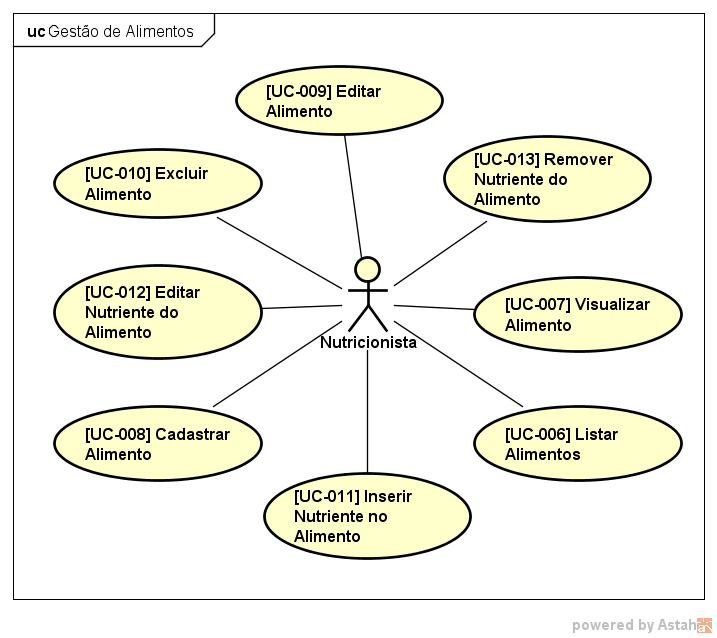 uc Gestão de Alimentos
[UC-009] Editar
Alimento
[UC-010] Excluir
Alimento
[UC-013] Remover
Nutriente do
Alimento
[UC-012] Editar
Nutriente do
Alimento
[UC-007] Visualizar
Alimento
Nutricionista
[UC-008] Cadastrar
Alimento
[UC-006] Listar
Alimentos
[UC-011] Inserir
Nutriente no
Alimento
powered by Astah